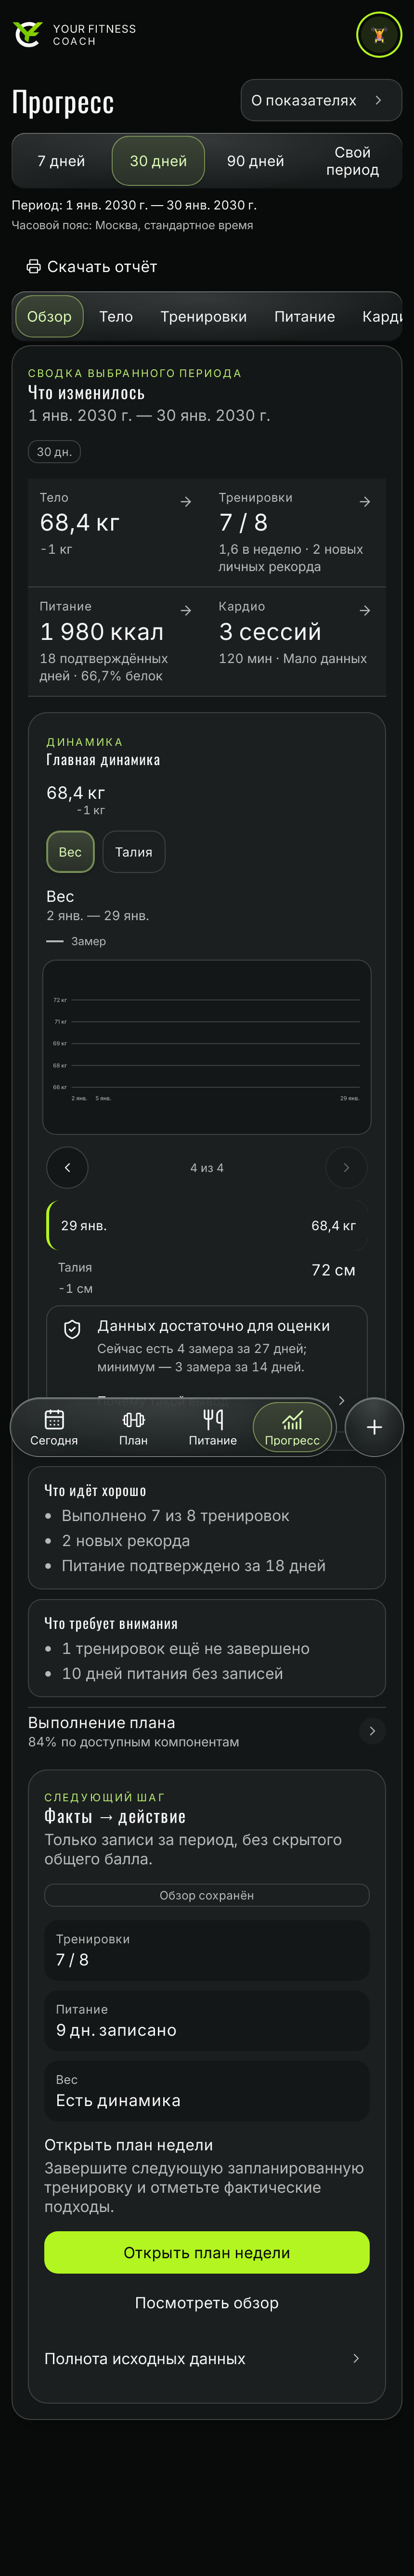 YOUR FITNESS
COACH
Прогресс
О показателях
7 дней
30 дней
90 дней
Свой
период
Период: 1 янв. 2030 г. — 30 янв. 2030 г.
Часовой пояс: Москва, стандартное время
Скачать отчёт
Обзор
Тело
Тренировки
Питание
Карди
СВОДКА ВЫБРАННОГО ПЕРИОДА
Что изменилось
1 янв. 2030 г. — 30 янв. 2030 г.
30 дн.
Тело
68,4 кг
-1 кг
Тренировки
7 / 8
1,6 в неделю · 2 новых
личных рекорда
Питание
1 980 ккал
18 подтверждённых
дней · 66,7% белок
Кардио
3 сессий
120 мин · Мало данных
ДИНАМИКА
Главная динамика
68,4 кг
-1 кг
Вес
Талия
Вес
2 янв. — 29 янв.
Замер
72 кг
71 кг
69 кг
68 кг
66 кг
2 янв.
5 янв.
29 янв.
4 из 4
29 янв.
68,4 кг
Талия
72 см
-1 см
Данных достаточно для оценки
Сейчас есть 4 замера за 27 дней;
минимум — 3 замера за 14 дней.
Сегодня
План
Питание
Прогресс
Что идёт хорошо
• Выполнено 7 из 8 тренировок
• 2 новых рекорда
• Питание подтверждено за 18 дней
Что требует внимания
• 1 тренировок ещё не завершено
• 10 дней питания без записей
Выполнение плана
84% по доступным компонентам
СЛЕДУЮЩИЙ ШАГ
Факты → действие
Только записи за период, без скрытого
общего балла.
Обзор сохранён
Тренировки
7 / 8
Питание
9 дн. записано
Вес
Есть динамика
Открыть план недели
Завершите следующую запланированную
тренировку и отметьте фактические
подходы.
Открыть план недели
Посмотреть обзор
Полнота исходных данных